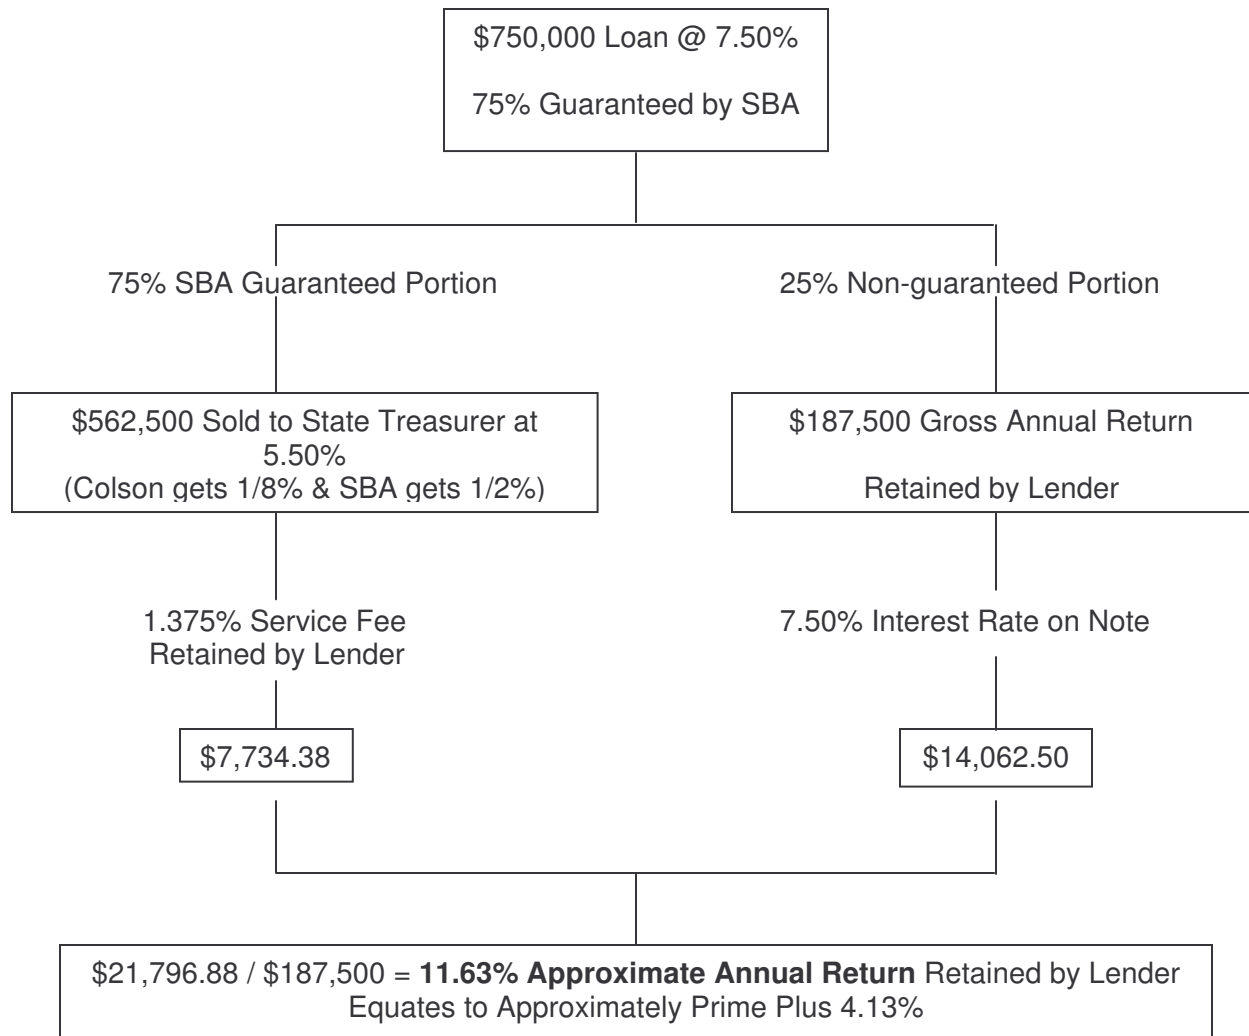 $750,000 Loan @ 7.50%
75% Guaranteed by SBA
75% SBA Guaranteed Portion
25% Non-guaranteed Portion
$562,500 Sold to State Treasurer at
5.50%
(Colson gets 1/8% & SBA gets 1/2%)
$187,500 Gross Annual Return
Retained by Lender
1.375% Service Fee
Retained by Lender
7.50% Interest Rate on Note
$7,734.38
$14,062.50
$21,796.88 / $187,500 = 11.63% Approximate Annual Return Retained by Lender
Equates to Approximately Prime Plus 4.13%